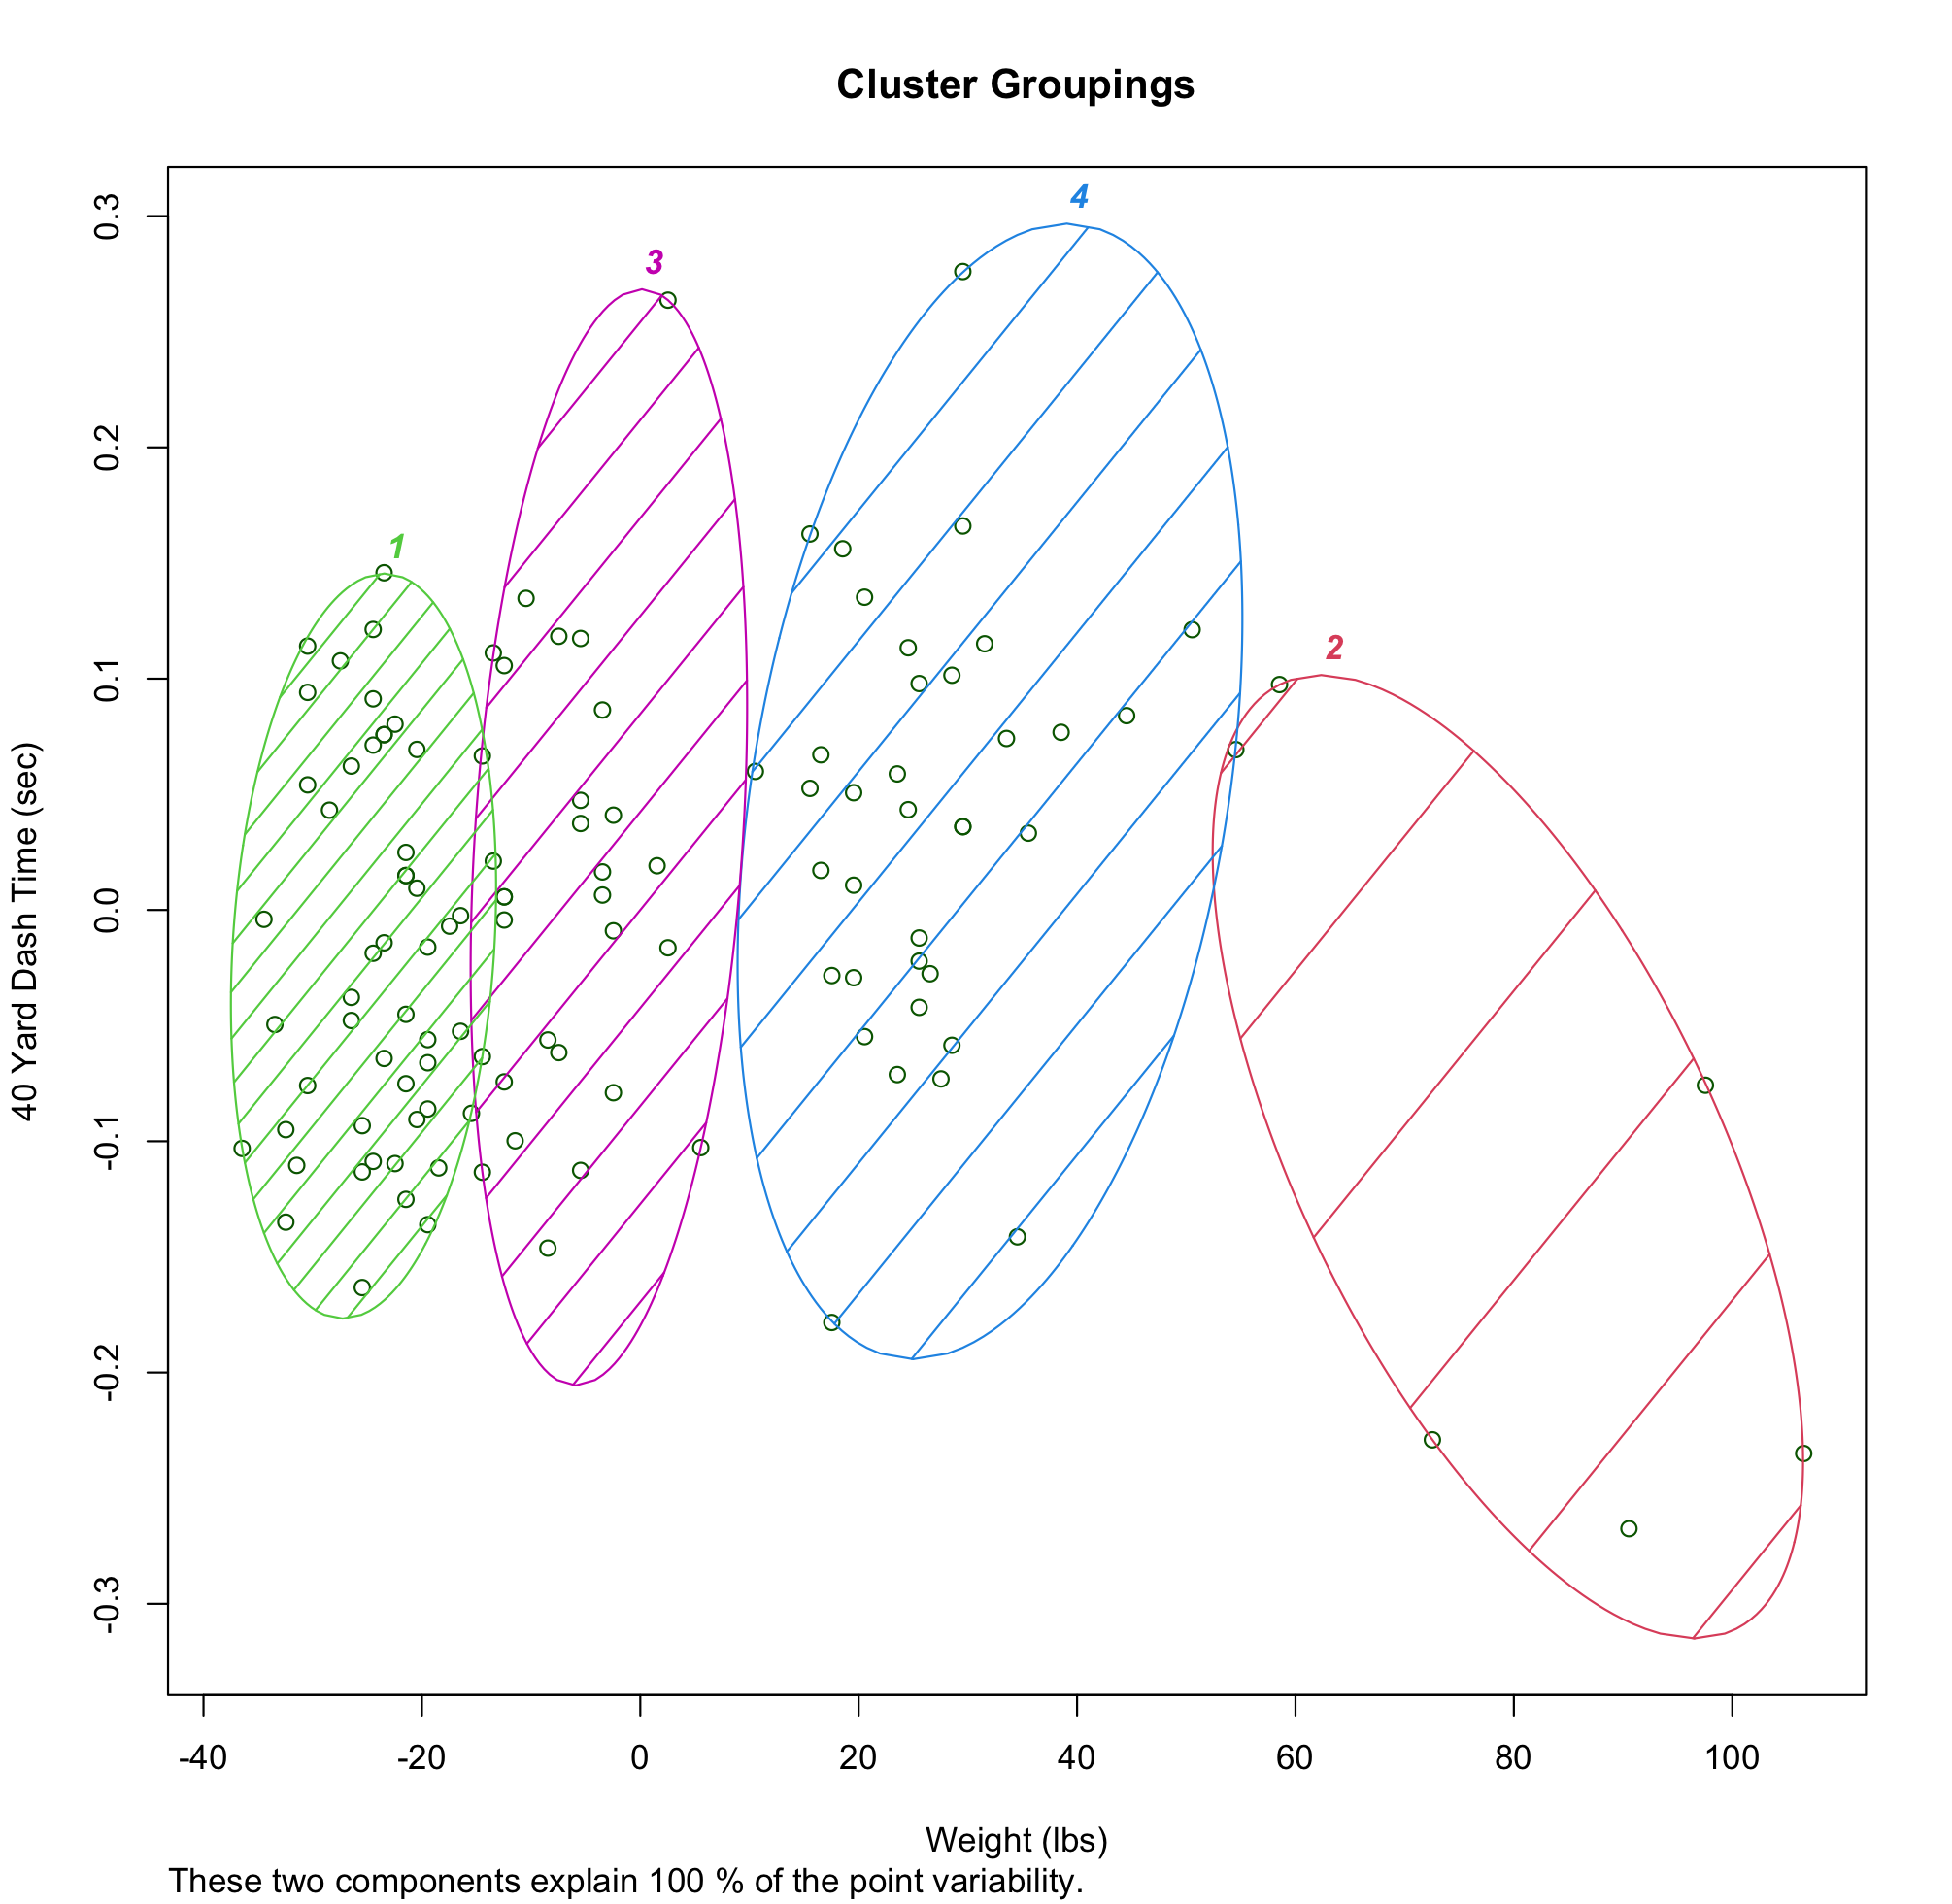 Cluster Groupings
40 Yard Dash Time (sec)
0.3
0.2
0.1
0.0
-0.1
-0.2
-0.3
4
3
1
2
-40 -20 0 20 40 60 80 100
Weight (lbs)
These two components explain 100 % of the point variability.